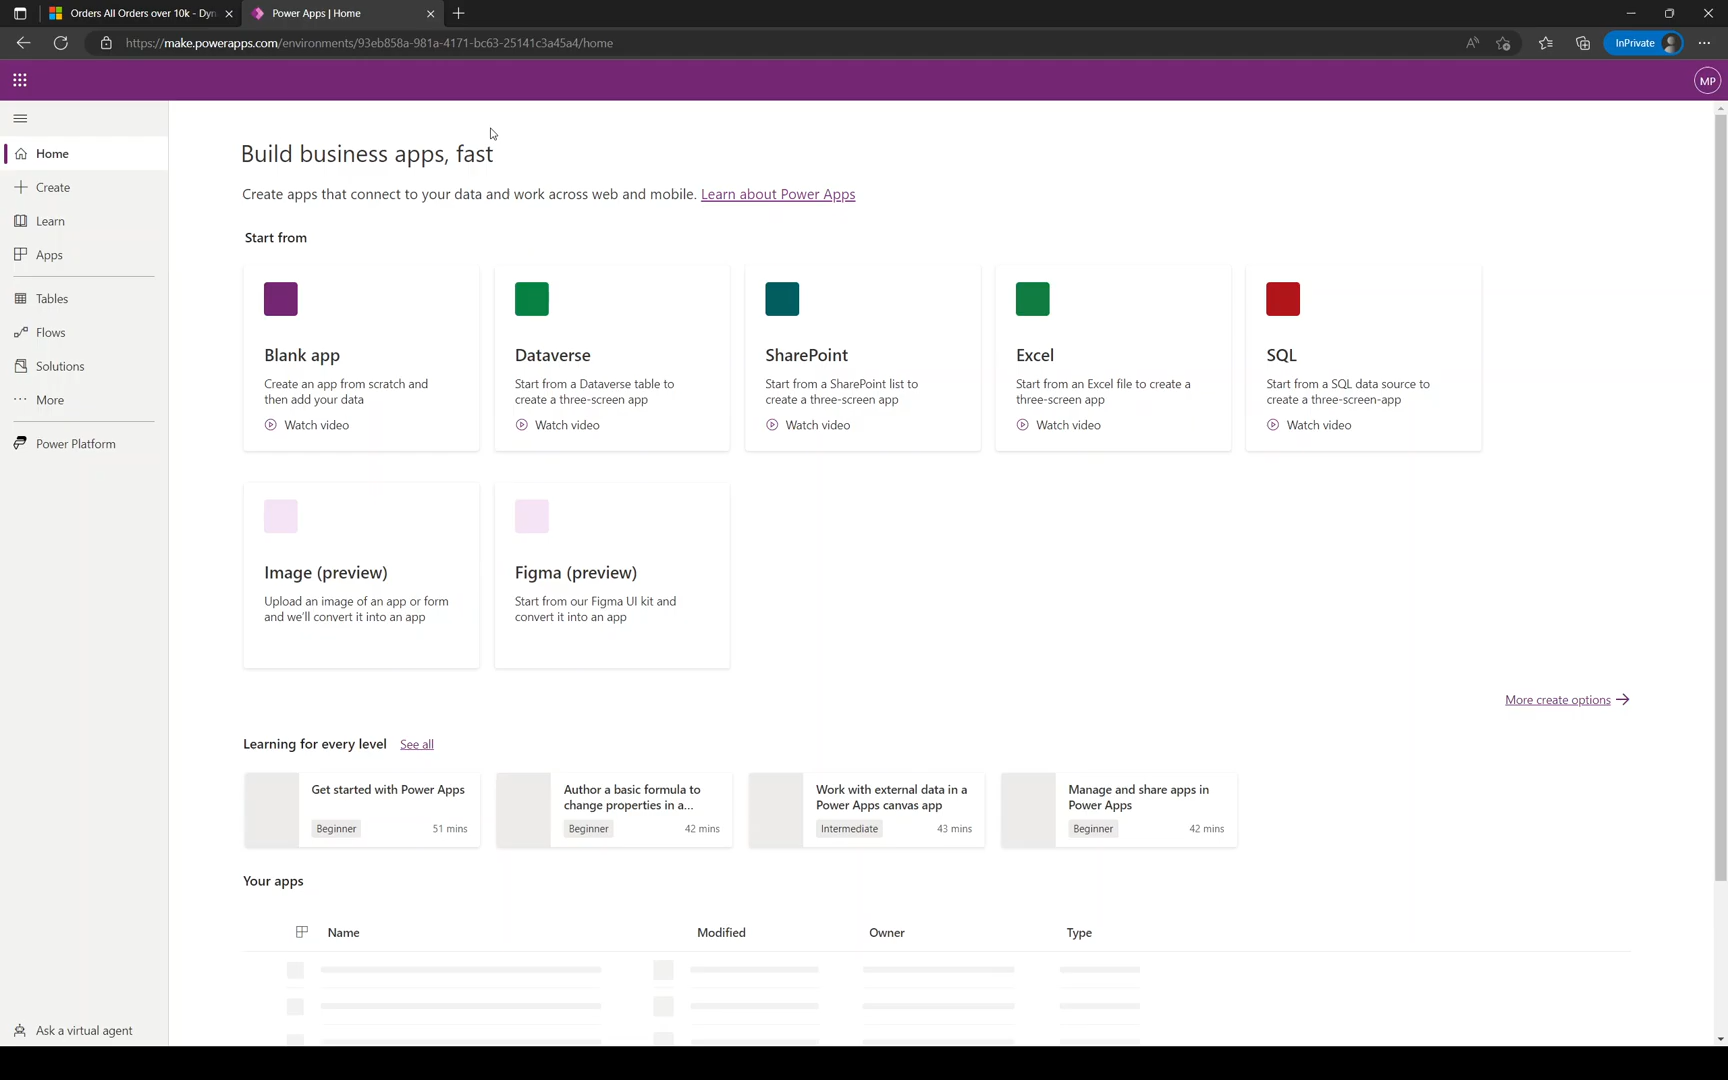 Orders All Orders over 10k - Dyn
Power Apps | Home
https://make.powerapps.com/environments/93eb858a-981a-4171-bc63-25141c3a45a4/home
InPrivate
MP
Home
Create
Learn
Apps
Tables
Flows
Solutions
More
Power Platform
Ask a virtual agent
Build business apps, fast
Create apps that connect to your data and work across web and mobile. Learn about Power Apps
Start from
Blank app
Create an app from scratch and
then add your data
Watch video
Dataverse
Start from a Dataverse table to
create a three-screen app
Watch video
SharePoint
Start from a SharePoint list to
create a three-screen app
Watch video
Excel
Start from an Excel file to create a
three-screen app
Watch video
SQL
Start from a SQL data source to
create a three-screen-app
Watch video
Image (preview)
Upload an image of an app or form
and we'll convert it into an app
Figma (preview)
Start from our Figma UI kit and
convert it into an app
More create options
Learning for every level See all
Get started with Power Apps
Beginner 51 mins
Author a basic formula to
change properties in a...
Beginner 42 mins
Work with external data in a
Power Apps canvas app
Intermediate 43 mins
Manage and share apps in
Power Apps
Beginner 42 mins
Your apps
Name Modified Owner Type